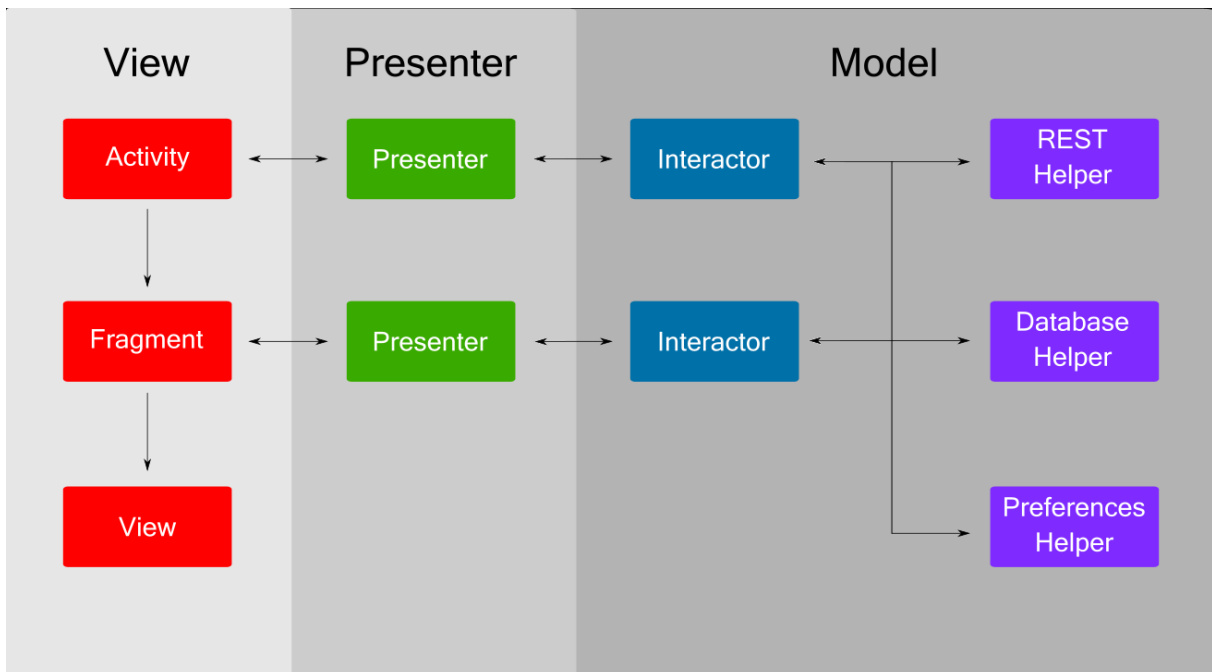 View
Presenter
Model
Activity
Presenter
Interactor
REST
Helper
Fragment
Presenter
Interactor
Database
Helper
View
Preferences
Helper